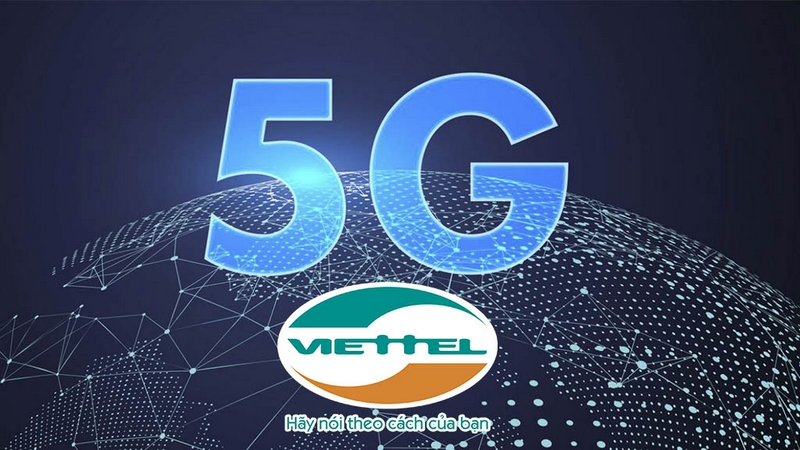 5G
VIETTEL
Hãy nói theo cách của bạn